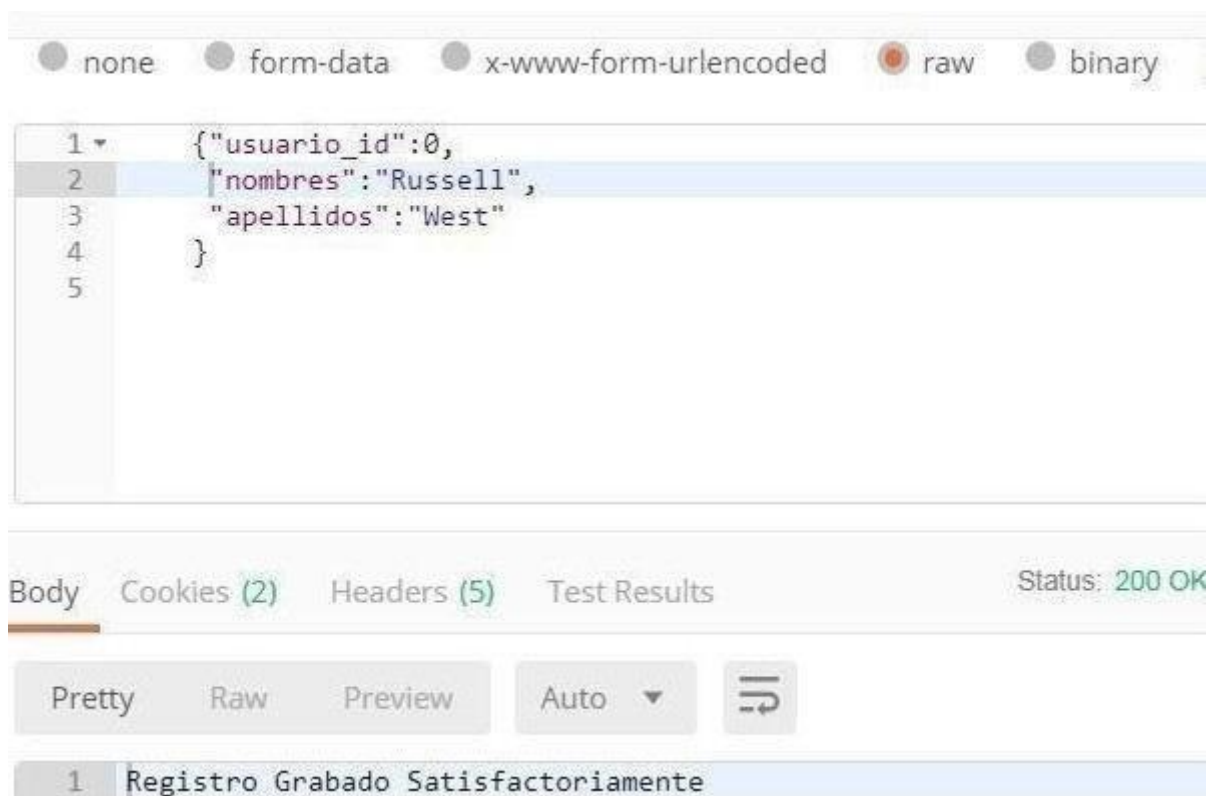 none form-data x-www-form-urlencoded raw binary
1 {"usuario_id":0,
2 "nombres":"Russell",
3 "apellidos":"West"
4 }
5
Body Cookies (2) Headers (5) Test Results Status: 200 OK
Pretty Raw Preview Auto
1 Registro Grabado Satisfactoriamente